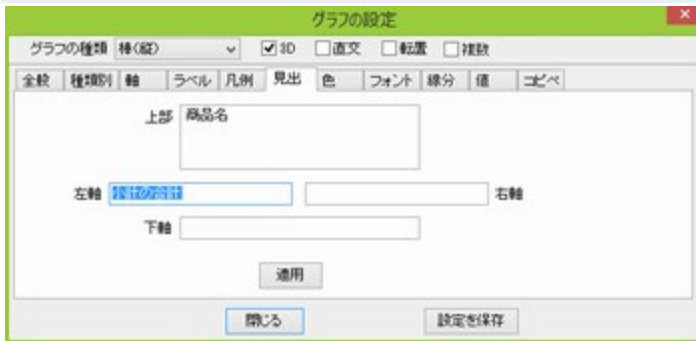 グラフの設定
グラフの種類 棒(縦) 3D 直交 転置 複数
全般 種類別 軸 ラベル 凡例 見出 色 フォント 線分 値 コピペ
上部 商品名
左軸 小計の合計 右軸
下軸
適用
閉じる 設定を保存